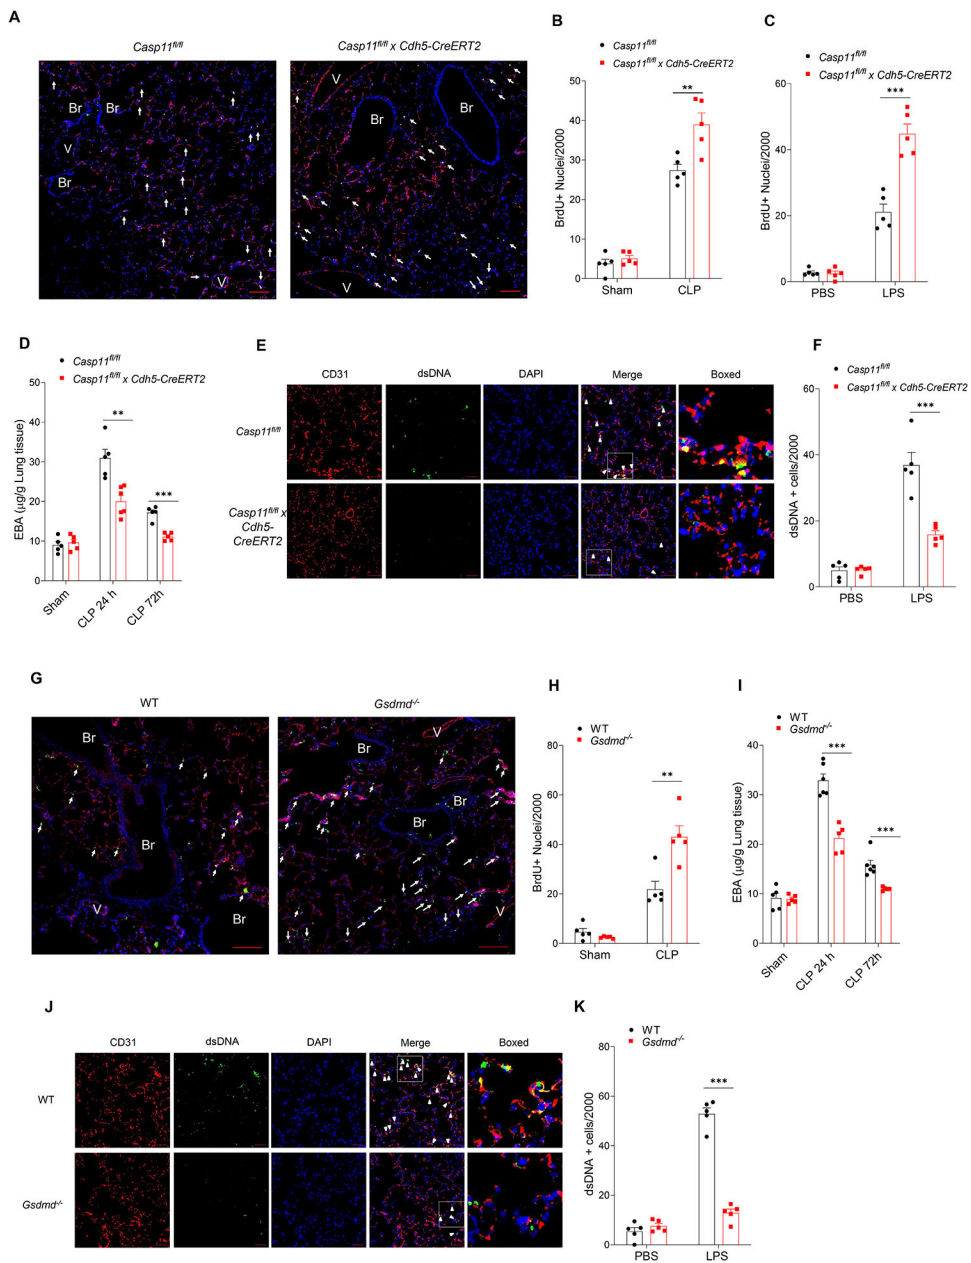 A
Casp11fl/fl
Casp11fl/fl x Cdh5-CreERT2
Br
Br
V
Br
V
V
Br
Br
V
B
Casp11fl/fl
Casp11fl/fl x Cdh5-CreERT2
BrdU+ Nuclei/2000
50
40
30
20
10
0
**
Sham
CLP
C
Casp11fl/fl
Casp11fl/fl x Cdh5-CreERT2
BrdU+ Nuclei/2000
60
40
20
0
***
PBS
LPS
D
Casp11fl/fl
Casp11fl/fl x Cdh5-CreERT2
EBA (µg/g Lung tissue)
50
40
30
20
10
0
**
***
Sham
CLP 24 h
CLP 72h
E
CD31
dsDNA
DAPI
Merge
Boxed
Casp11fl/fl
Casp11fl/fl x
Cdh5-
CreERT2
F
Casp11fl/fl
Casp11fl/fl x Cdh5-CreERT2
dsDNA + cells/2000
60
40
20
0
***
PBS
LPS
G
WT
Gsdmd-/-
Br
Br
V
Br
V
Br
Br
V
H
WT
Gsdmd-/-
BrdU+ Nuclei/2000
80
60
40
20
0
**
Sham
CLP
I
WT
Gsdmd-/-
EBA (µg/g Lung tissue)
40
30
20
10
0
***
***
Sham
CLP 24 h
CLP 72h
J
CD31
dsDNA
DAPI
Merge
Boxed
WT
Gsdmd-/-
K
WT
Gsdmd-/-
dsDNA + cells/2000
80
60
40
20
0
***
PBS
LPS